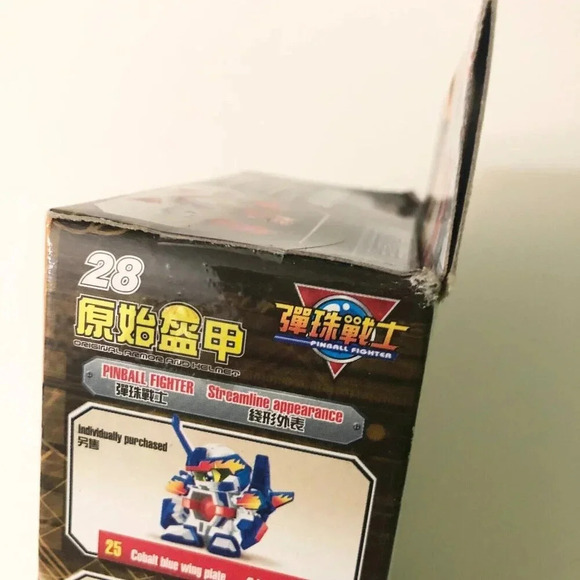 28
原始盔甲
ORIGINAL ARMOR AND HELMET
彈珠戰士
PINBALL FIGHTER
PINBALL FIGHTER
彈珠戰士
Streamline appearance
綫形外表
Individually purchased
另售
25 Cobalt blue wing plate